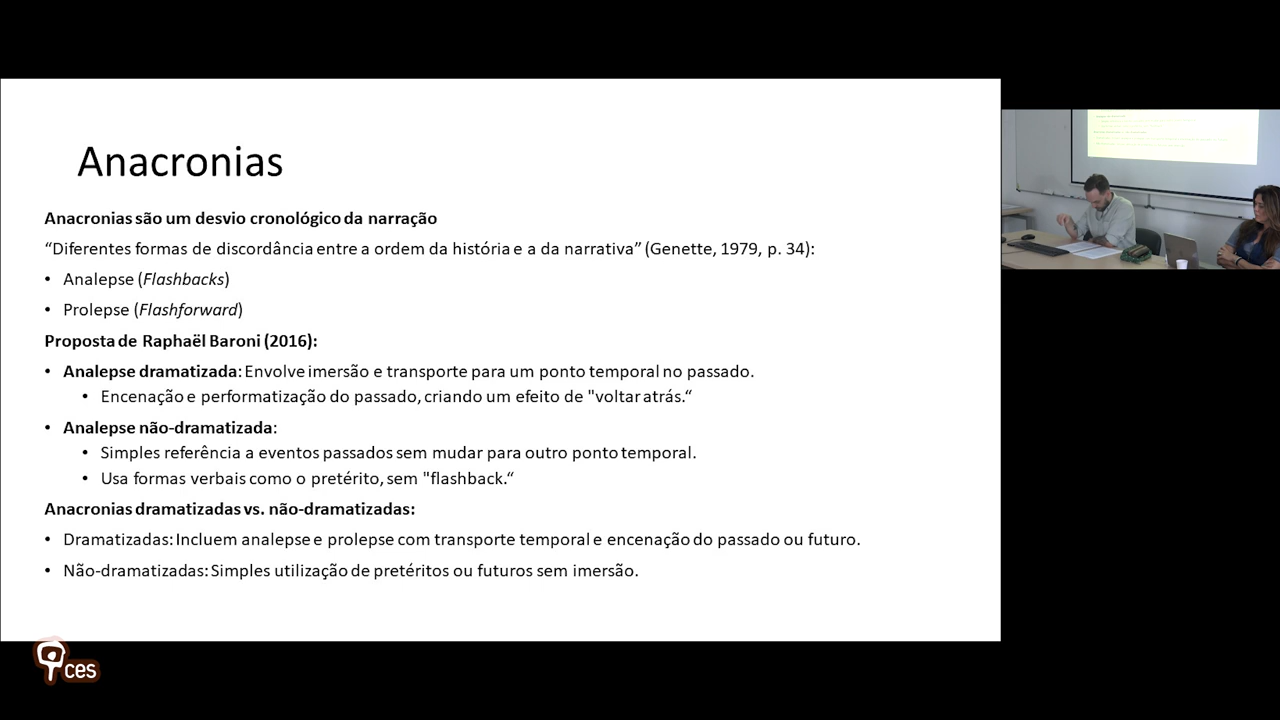 Anacronias
Anacronias são um desvio cronológico da narração
“Diferentes formas de discordância entre a ordem da história e a da narrativa” (Genette, 1979, p. 34):
• Analepse (Flashbacks)
• Prolepse (Flashforward)
Proposta de Raphaël Baroni (2016):
• Analepse dramatizada: Envolve imersão e transporte para um ponto temporal no passado.
• Encenação e performatização do passado, criando um efeito de "voltar atrás.“
• Analepse não-dramatizada:
• Simples referência a eventos passados sem mudar para outro ponto temporal.
• Usa formas verbais como o pretérito, sem "flashback.“
Anacronias dramatizadas vs. não-dramatizadas:
• Dramatizadas: Incluem analepse e prolepse com transporte temporal e encenação do passado ou futuro.
• Não-dramatizadas: Simples utilização de pretéritos ou futuros sem imersão.
ces